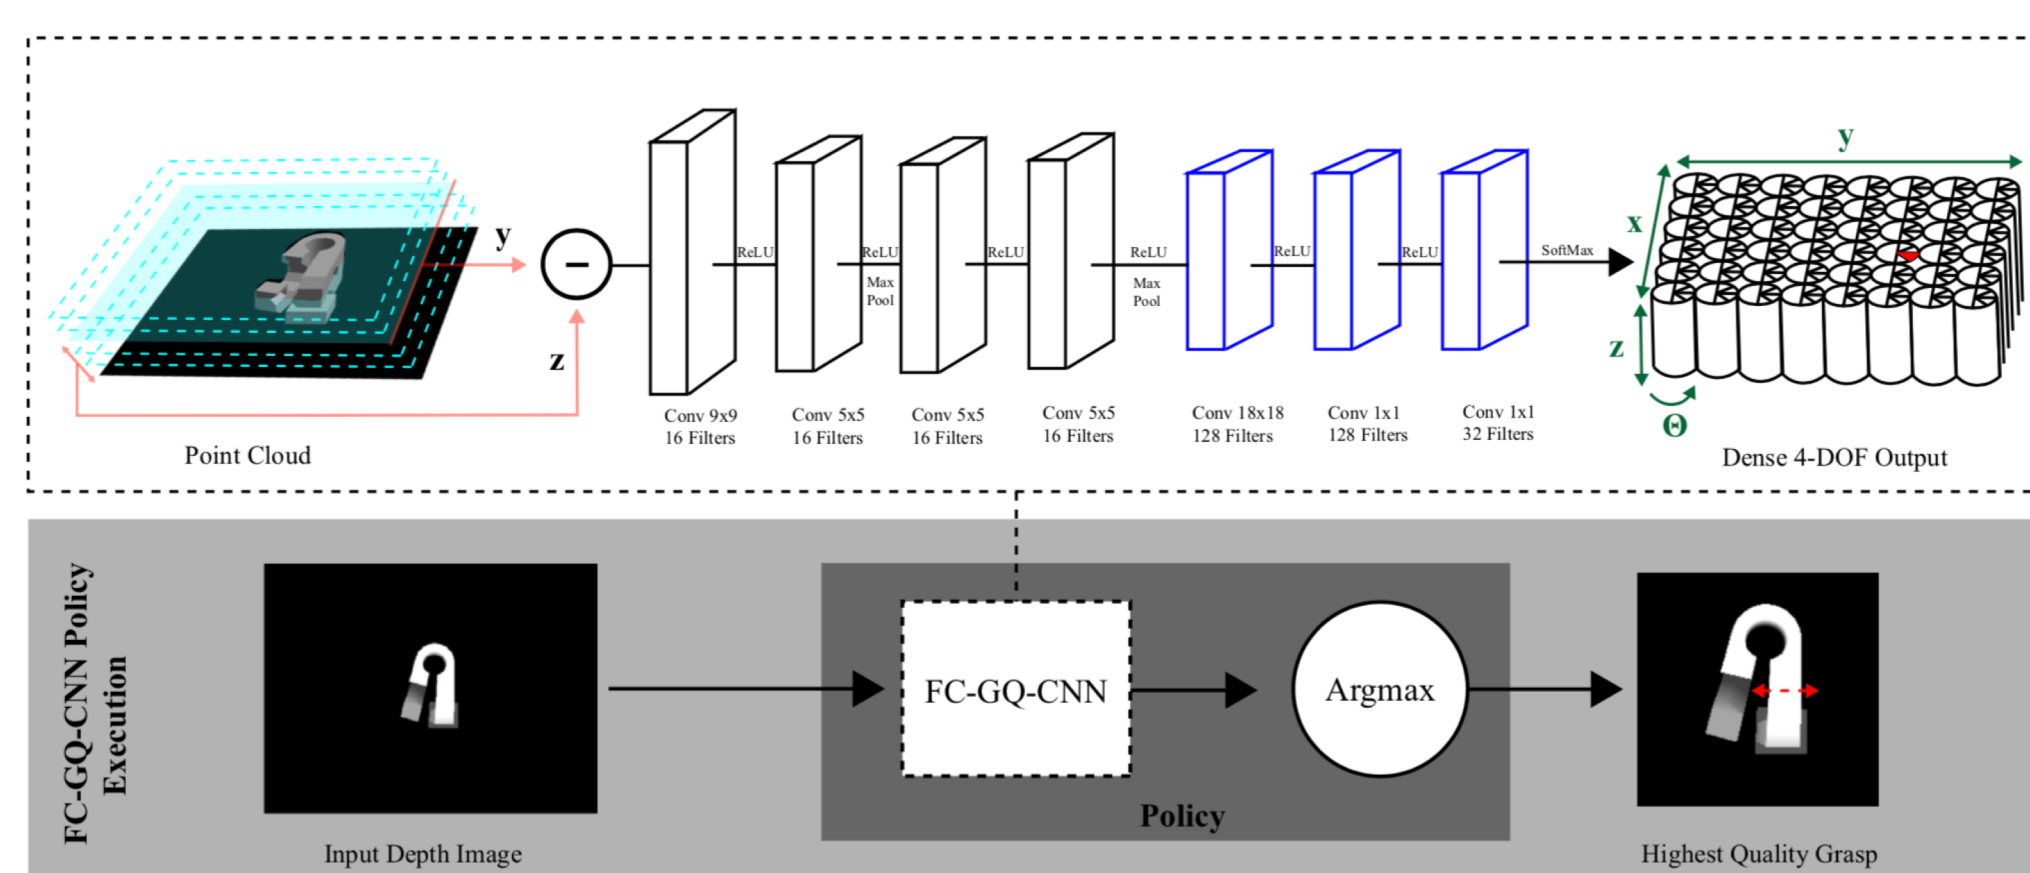 y
z
ReLU
ReLU
Max
Pool
ReLU
ReLU
Max
Pool
ReLU
ReLU
SoftMax
Conv 9x9
16 Filters
Conv 5x5
16 Filters
Conv 5x5
16 Filters
Conv 5x5
16 Filters
Conv 18x18
128 Filters
Conv 1x1
128 Filters
Conv 1x1
32 Filters
y
x
z
Θ
Point Cloud
Dense 4-DOF Output
FC-GQ-CNN Policy
Execution
Input Depth Image
FC-GQ-CNN
Argmax
Policy
Highest Quality Grasp